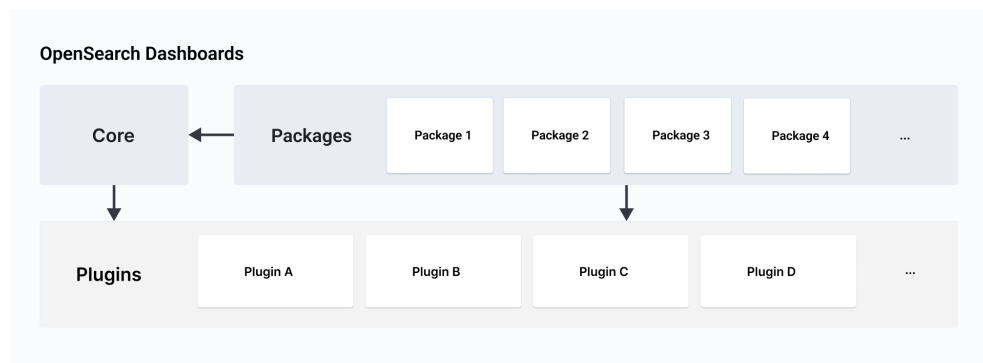 OpenSearch Dashboards
Core
Packages
Package 1
Package 2
Package 3
Package 4
...
Plugins
Plugin A
Plugin B
Plugin C
Plugin D
...